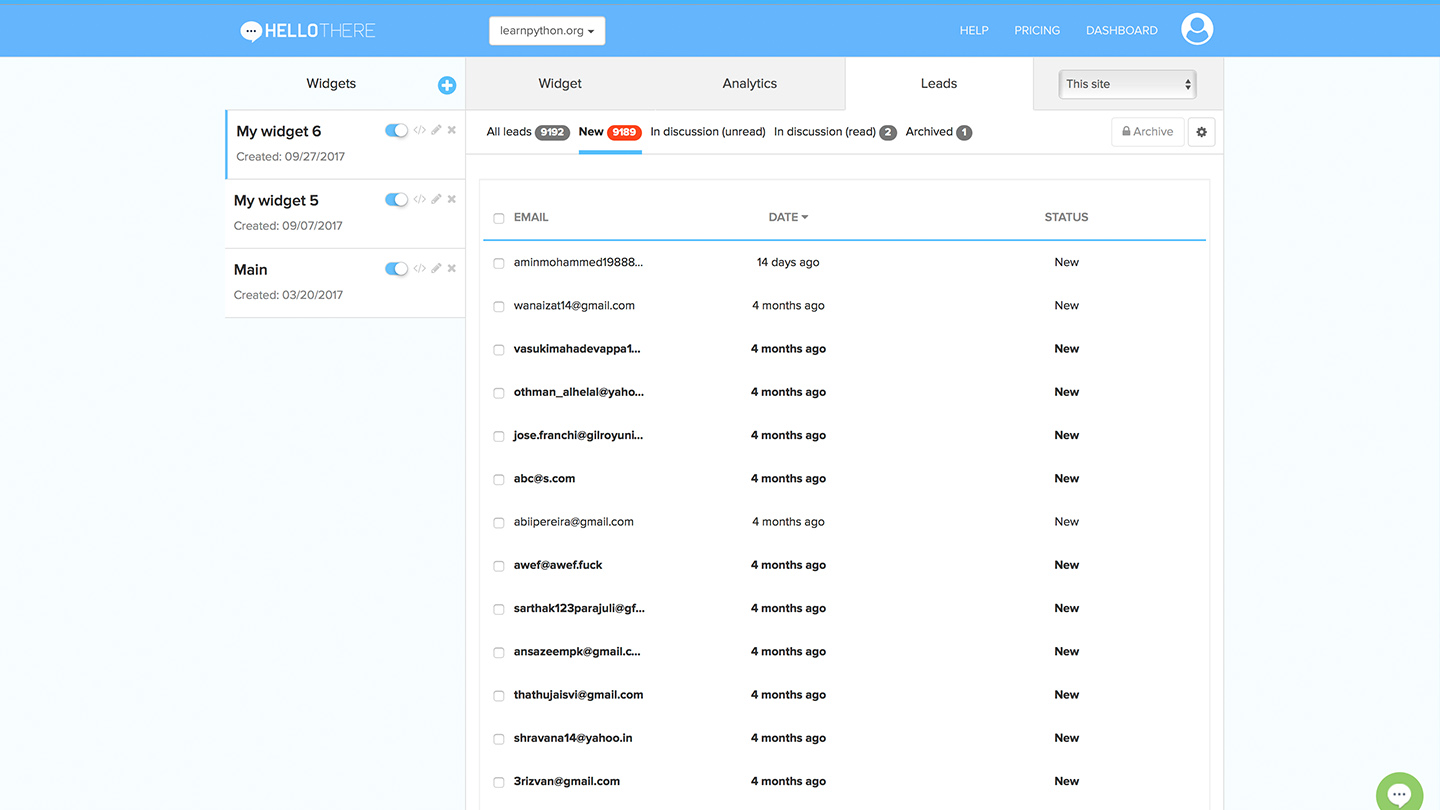 HELLOTHERE
learnpython.org
HELP PRICING DASHBOARD
Widgets
Widget Analytics Leads This site
My widget 6
Created: 09/27/2017
My widget 5
Created: 09/07/2017
Main
Created: 03/20/2017
All leads 9192 New 9189 In discussion (unread) In discussion (read) 2 Archived 1 Archive
EMAIL DATE STATUS
aminmohammed19888... 14 days ago New
wanaizat14@gmail.com 4 months ago New
vasukimahadevappa1... 4 months ago New
othman_alhelal@yaho... 4 months ago New
jose.franchi@gilroyuni... 4 months ago New
abc@s.com 4 months ago New
abiipereira@gmail.com 4 months ago New
awef@awef.fuck 4 months ago New
sarthak123parajuli@gf... 4 months ago New
ansazeempk@gmail.c... 4 months ago New
thathujaisvi@gmail.com 4 months ago New
shravana14@yahoo.in 4 months ago New
3rizvan@gmail.com 4 months ago New